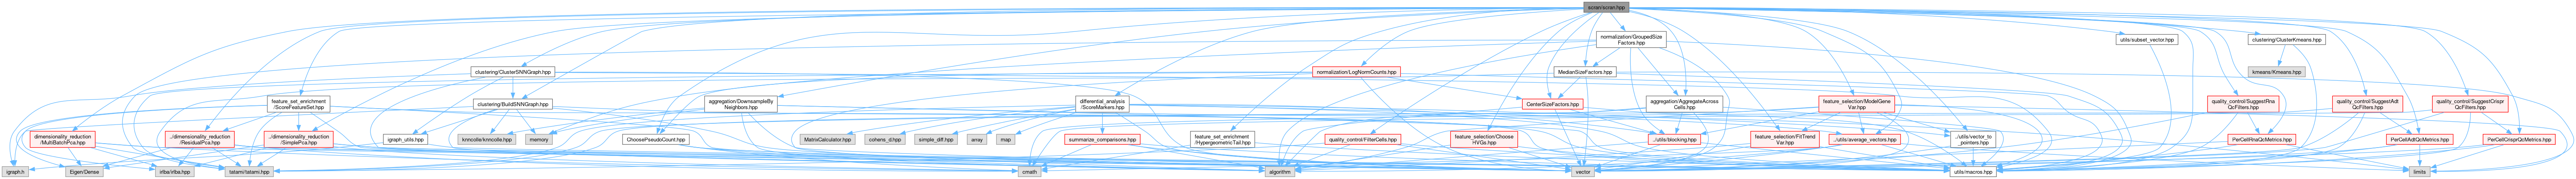 scran/scran.hpp
normalization/GroupedSize
Factors.hpp
utils/subset_vector.hpp
clustering/ClusterKmeans.hpp
clustering/ClusterSNNGraph.hpp
normalization/LogNormCounts.hpp
MedianSizeFactors.hpp
kmeans/Kmeans.hpp
feature_set_enrichment
/ScoreFeatureSet.hpp
clustering/BuildSNNGraph.hpp
aggregation/DownsampleBy
Neighbors.hpp
differential_analysis
/ScoreMarkers.hpp
CenterSizeFactors.hpp
aggregation/AggregateAcross
Cells.hpp
feature_selection/ModelGene
Var.hpp
quality_control/SuggestRna
QcFilters.hpp
quality_control/SuggestAdt
QcFilters.hpp
quality_control/SuggestCrispr
QcFilters.hpp
dimensionality_reduction
/MultiBatchPca.hpp
../dimensionality_reduction
/ResidualPca.hpp
../dimensionality_reduction
/SimplePca.hpp
igraph_utils.hpp
knncolle/knncolle.hpp
memory
ChoosePseudoCount.hpp
MatrixCalculator.hpp
cohens_d.hpp
simple_diff.hpp
array
map
summarize_comparisons.hpp
feature_set_enrichment
/HypergeometricTail.hpp
quality_control/FilterCells.hpp
feature_selection/Choose
HVGs.hpp
../utils/blocking.hpp
feature_selection/FitTrend
Var.hpp
../utils/average_vectors.hpp
../utils/vector_to
_pointers.hpp
PerCellRnaQcMetrics.hpp
PerCellAdtQcMetrics.hpp
PerCellCrisprQcMetrics.hpp
igraph.h
Eigen/Dense
irlba/irlba.hpp
tatami/tatami.hpp
cmath
algorithm
vector
utils/macros.hpp
limits